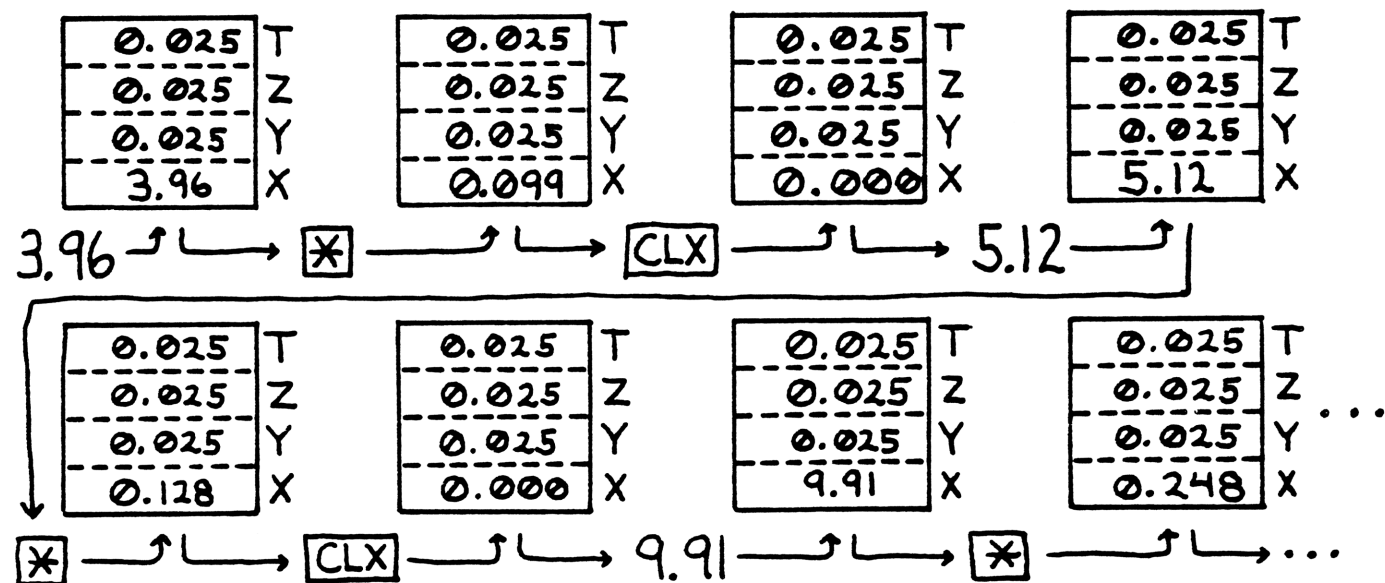 0.025 T 0.025 T 0.025 T 0.025 T
0.025 Z 0.025 Z 0.025 Z 0.025 Z
0.025 Y 0.025 Y 0.025 Y 0.025 Y
3.96 X 0.099 X 0.000 X 5.12 X
3.96 * CLX 5.12
0.025 T 0.025 T 0.025 T 0.025 T
0.025 Z 0.025 Z 0.025 Z 0.025 Z ...
0.025 Y 0.025 Y 0.025 Y 0.025 Y
0.128 X 0.000 X 9.91 X 0.248 X
* CLX 9.91 * ...